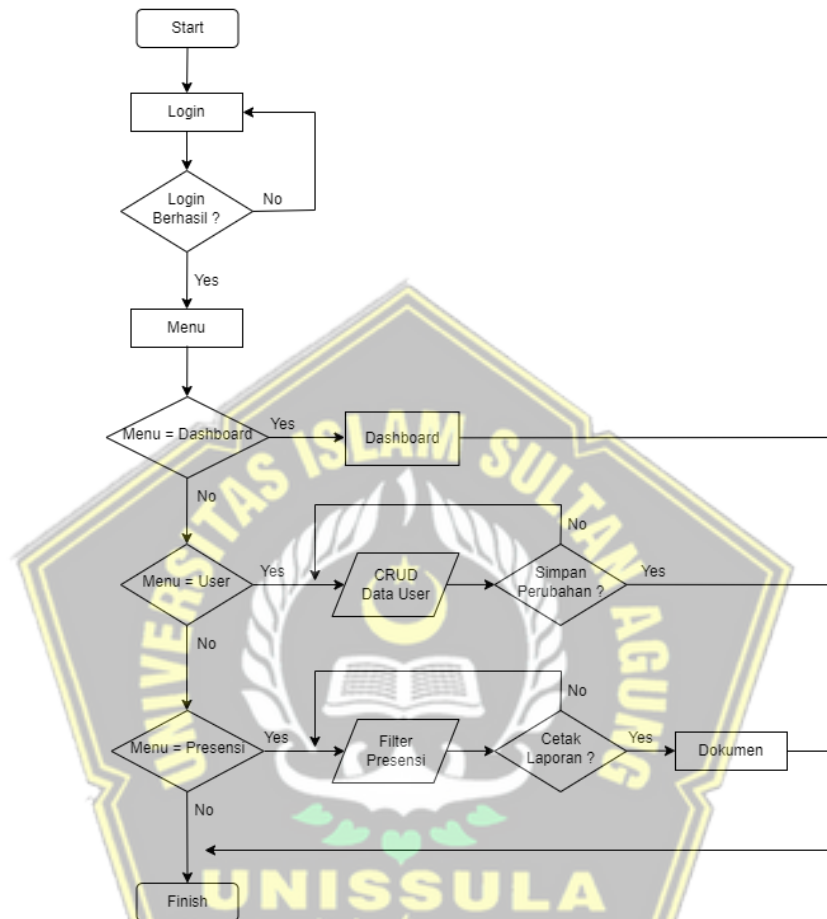 Start
Login
Login
Berhasil ?
No
Yes
Menu
Menu = Dashboard
Yes
Dashboard
No
No
Menu = User
Yes
CRUD
Data User
Simpan
Perubahan ?
Yes
No
No
Menu = Presensi
Yes
Filter
Presensi
Cetak
Laporan ?
Yes
Dokumen
No
Finish
UNIVERSITAS ISLAM SULTAN AGUNG
UNISSULA